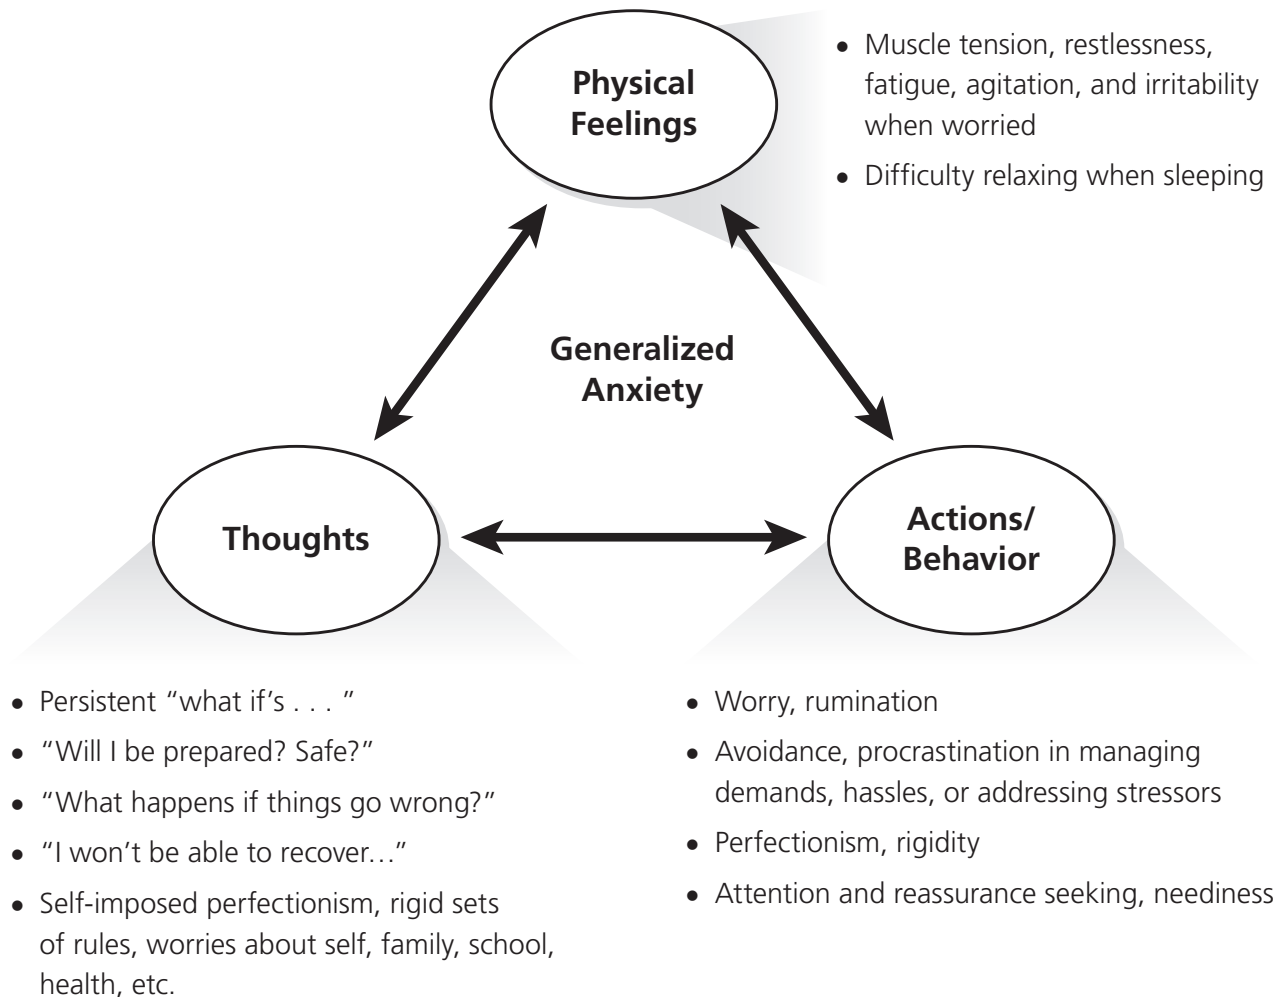 Physical
Feelings
• Muscle tension, restlessness,
fatigue, agitation, and irritability
when worried
• Difficulty relaxing when sleeping
Generalized
Anxiety
Thoughts
Actions/
Behavior
• Persistent “what if’s . . . ”
• “Will I be prepared? Safe?”
• “What happens if things go wrong?”
• “I won’t be able to recover…”
• Self-imposed perfectionism, rigid sets
of rules, worries about self, family, school,
health, etc.
• Worry, rumination
• Avoidance, procrastination in managing
demands, hassles, or addressing stressors
• Perfectionism, rigidity
• Attention and reassurance seeking, neediness